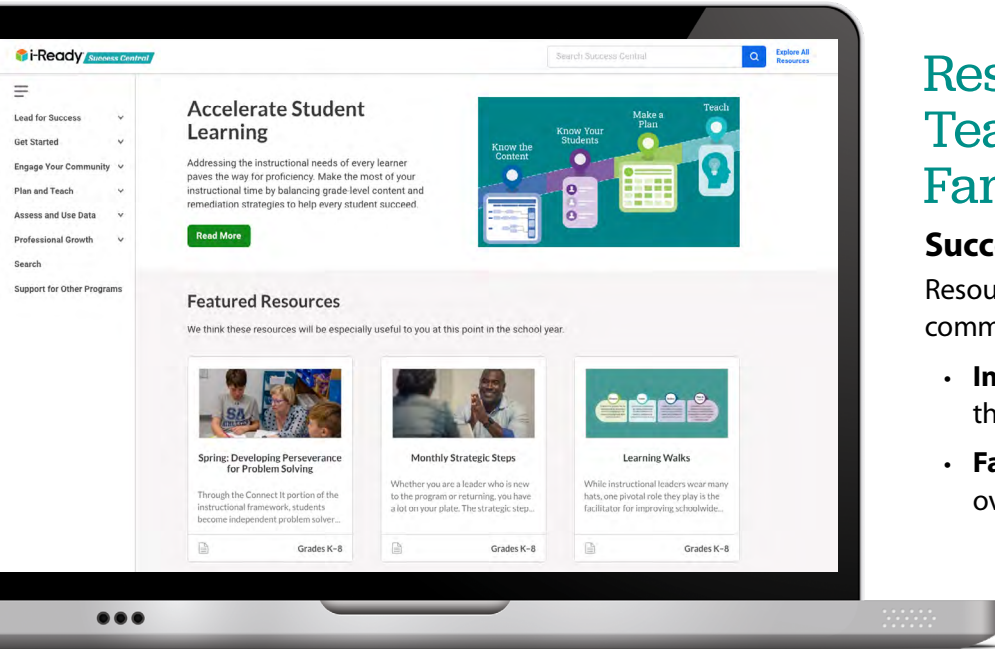 i-Ready Success Central
Search Success Central
Explore All
Resources
Lead for Success
Get Started
Engage Your Community
Plan and Teach
Assess and Use Data
Professional Growth
Search
Support for Other Programs
Accelerate Student
Learning
Addressing the instructional needs of every learner
paves the way for proficiency. Make the most of your
instructional time by balancing grade-level content and
remediation strategies to help every student succeed.
Read More
Know the
Content
Know Your
Students
Make a
Plan
Teach
Featured Resources
We think these resources will be especially useful to you at this point in the school year.
SA
Spring: Developing Perseverance
for Problem Solving
Through the Connect It portion of the
instructional framework, students
become independent problem solver...
Grades K–8
Monthly Strategic Steps
Whether you are a leader who is new
to the program or returning, you have
a lot on your plate. The strategic step...
Grades K–8
Learning Walks
While instructional leaders wear many
hats, one pivotal role they play is the
facilitator for improving schoolwide...
Grades K–8
Res
Tea
Far
Succ
Resou
comm
• In
th
• Fa
ov